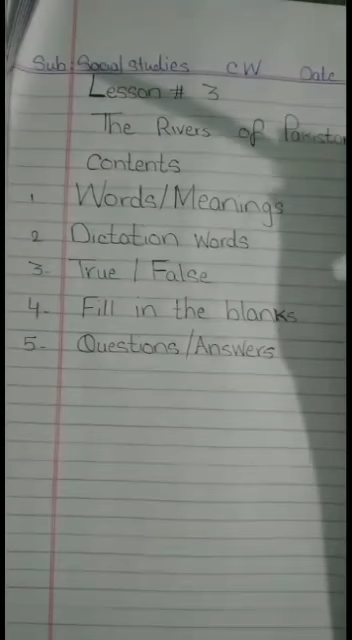 Sub: Social studies CW Date
Lesson # 3
The Rivers of Pakistan
Contents
1. Words/Meanings
2 Dictation words
3- True / False
4- Fill in the blanks
5- Questions/Answers